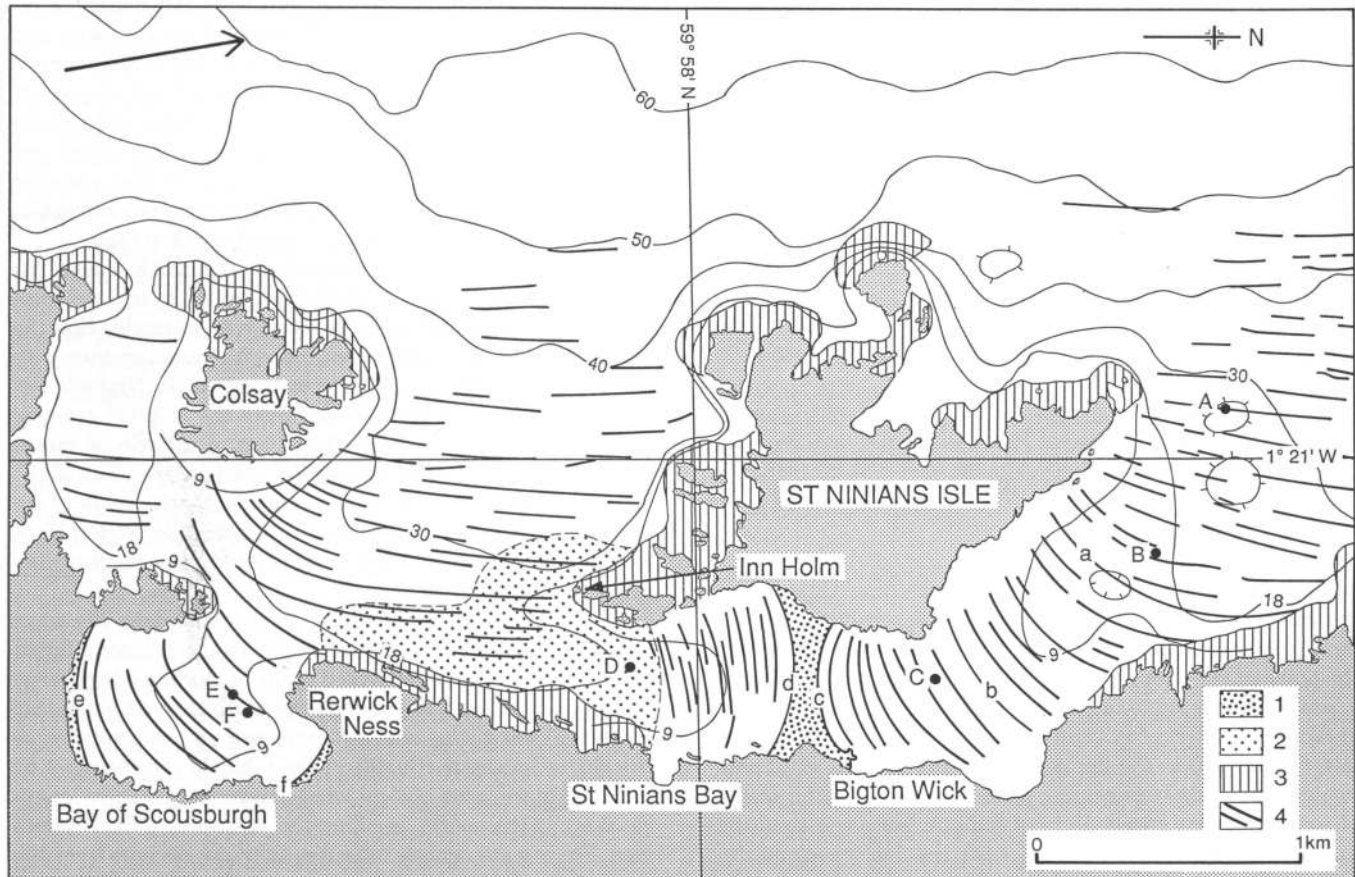 59° 58' N
N
60
50
40
30
A
1° 21' W
Colsay
9
ST NINIANS ISLE
30
18
9
Inn Holm
a
B
18
e
E
F
9
Rerwick
Ness
18
D
d
c
C
b
9
f
9
Bay of Scousburgh
St Ninians Bay
Bigton Wick
1
2
3
4
0
1km